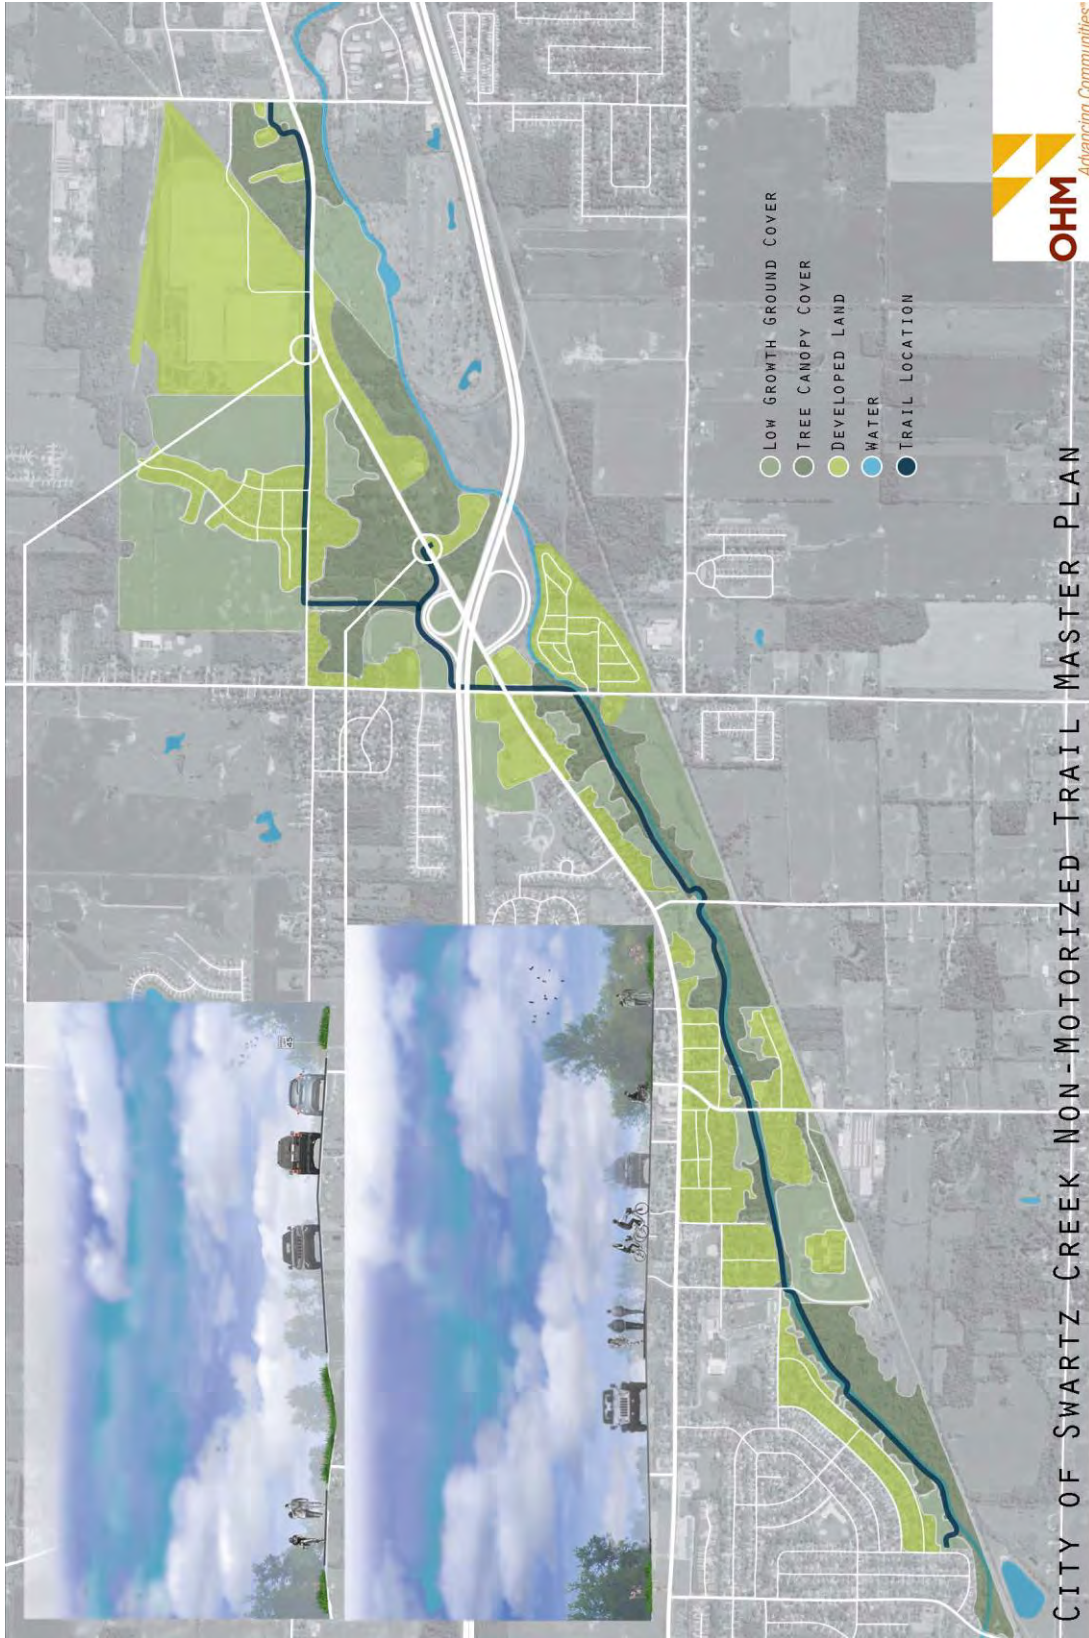 LOW GROWTH GROUND COVER
TREE CANOPY COVER
DEVELOPED LAND
WATER
TRAIL LOCATION
CITY OF SWARTZ CREEK NON-MOTORIZED TRAIL MASTER PLAN
OHM
Advancing Communities®
45